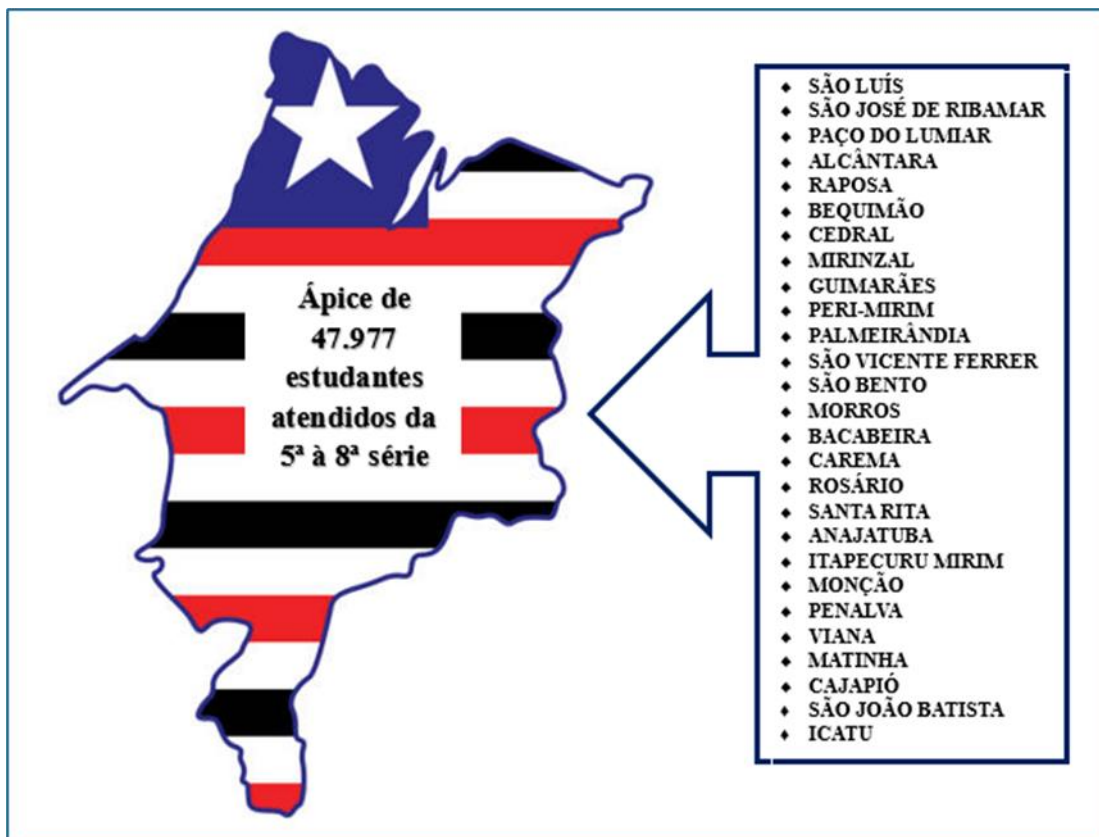 Ápice de
47.977
estudantes
atendidos da
5ª à 8ª série
SÃO LUÍS
SÃO JOSÉ DE RIBAMAR
PAÇO DO LUMIAR
ALCÂNTARA
RAPOSA
BEQUIMÃO
CEDRAL
MIRINZAL
GUIMARÃES
PERI-MIRIM
PALMEIRÂNDIA
SÃO VICENTE FERRER
SÃO BENTO
MORROS
BACABEIRA
CAREMA
ROSÁRIO
SANTA RITA
ANAJATUBA
ITAPECURU MIRIM
MONÇÃO
PENALVA
VIANA
MATINHA
CAJAPIÓ
SÃO JOÃO BATISTA
ICATU